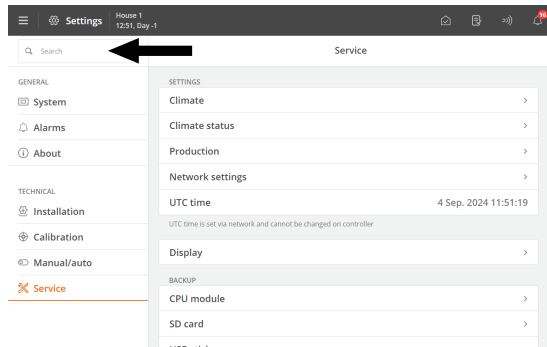 Settings
House 1
12:51, Day -1
16
Search
Service
GENERAL
System
Alarms
About
TECHNICAL
Installation
Calibration
Manual/auto
Service
SETTINGS
Climate
Climate status
Production
Network settings
UTC time 4 Sep. 2024 11:51:19
UTC time is set via network and cannot be changed on controller
Display
BACKUP
CPU module
SD card